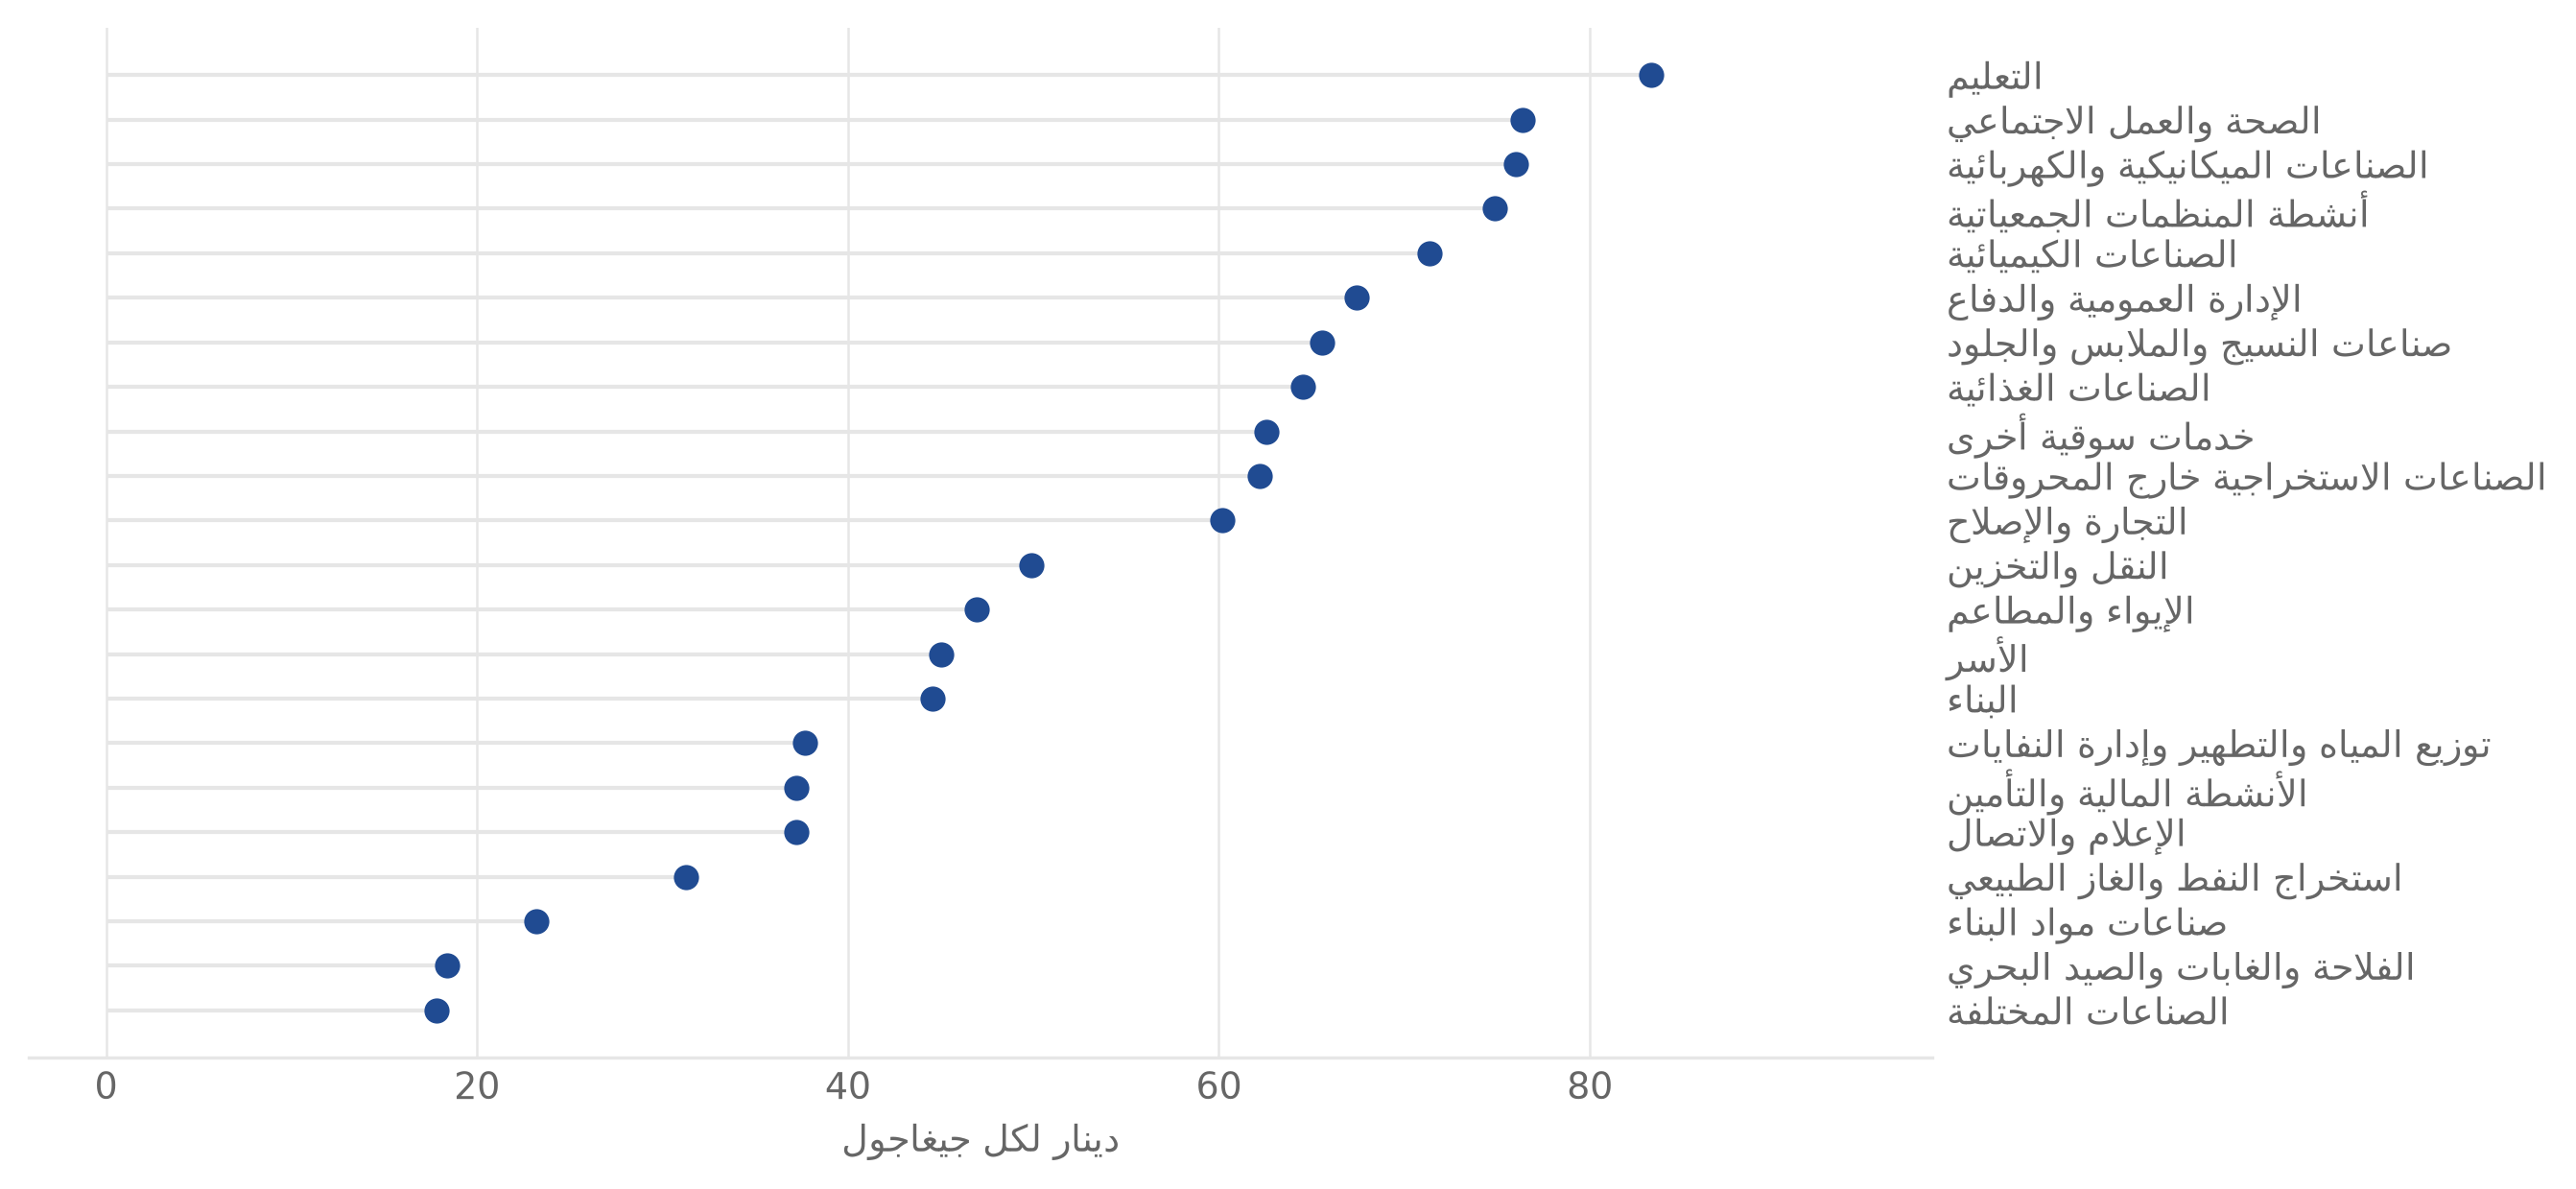 التعليم
الصحة والعمل الاجتماعي
الصناعات الميكانيكية والكهربائية
أنشطة المنظمات الجمعياتية
الصناعات الكيميائية
الإدارة العمومية والدفاع
صناعات النسيج والملابس والجلود
الصناعات الغذائية
خدمات سوقية أخرى
الصناعات الاستخراجية خارج المحروقات
التجارة والإصلاح
النقل والتخزين
الإيواء والمطاعم
الأسر
البناء
توزيع المياه والتطهير وإدارة النفايات
الأنشطة المالية والتأمين
الإعلام والاتصال
استخراج النفط والغاز الطبيعي
صناعات مواد البناء
الفلاحة والغابات والصيد البحري
الصناعات المختلفة
0 20 40 60 80
دينار لكل جيغاجول